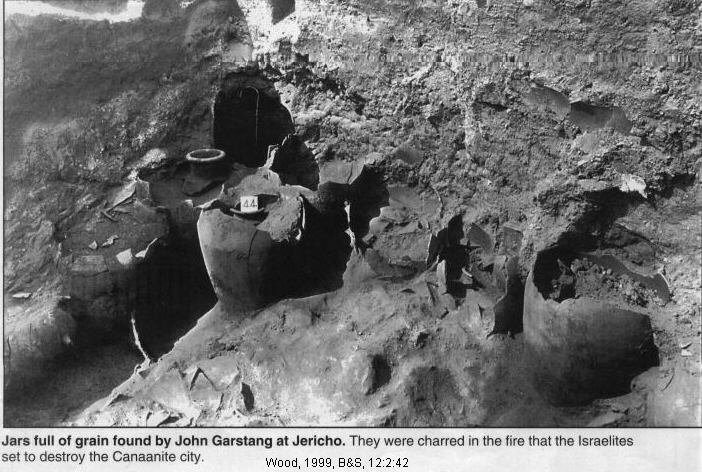 44
Jars full of grain found by John Garstang at Jericho. They were charred in the fire that the Israelites
set to destroy the Canaanite city.
Wood, 1999, B&S, 12:2:42